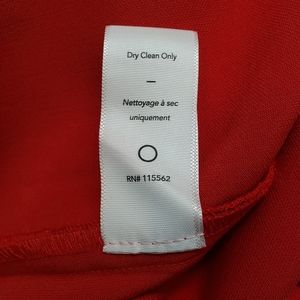 Dry Clean Only
–
Nettoyage à sec
uniquement
RN# 115562